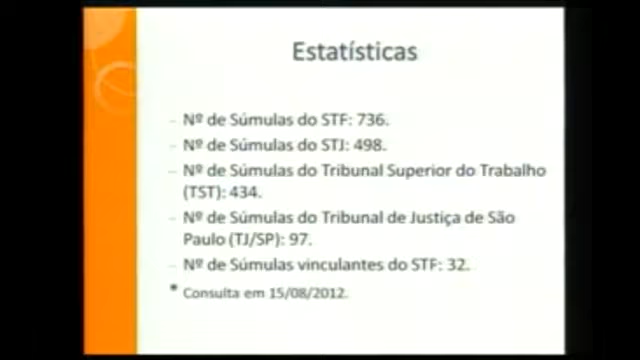 Estatísticas
- Nº de Súmulas do STF: 736.
- Nº de Súmulas do STJ: 498.
- Nº de Súmulas do Tribunal Superior do Trabalho
(TST): 434.
- Nº de Súmulas do Tribunal de Justiça de São
Paulo (TJ/SP): 97.
- Nº de Súmulas vinculantes do STF: 32.
* Consulta em 15/08/2012.